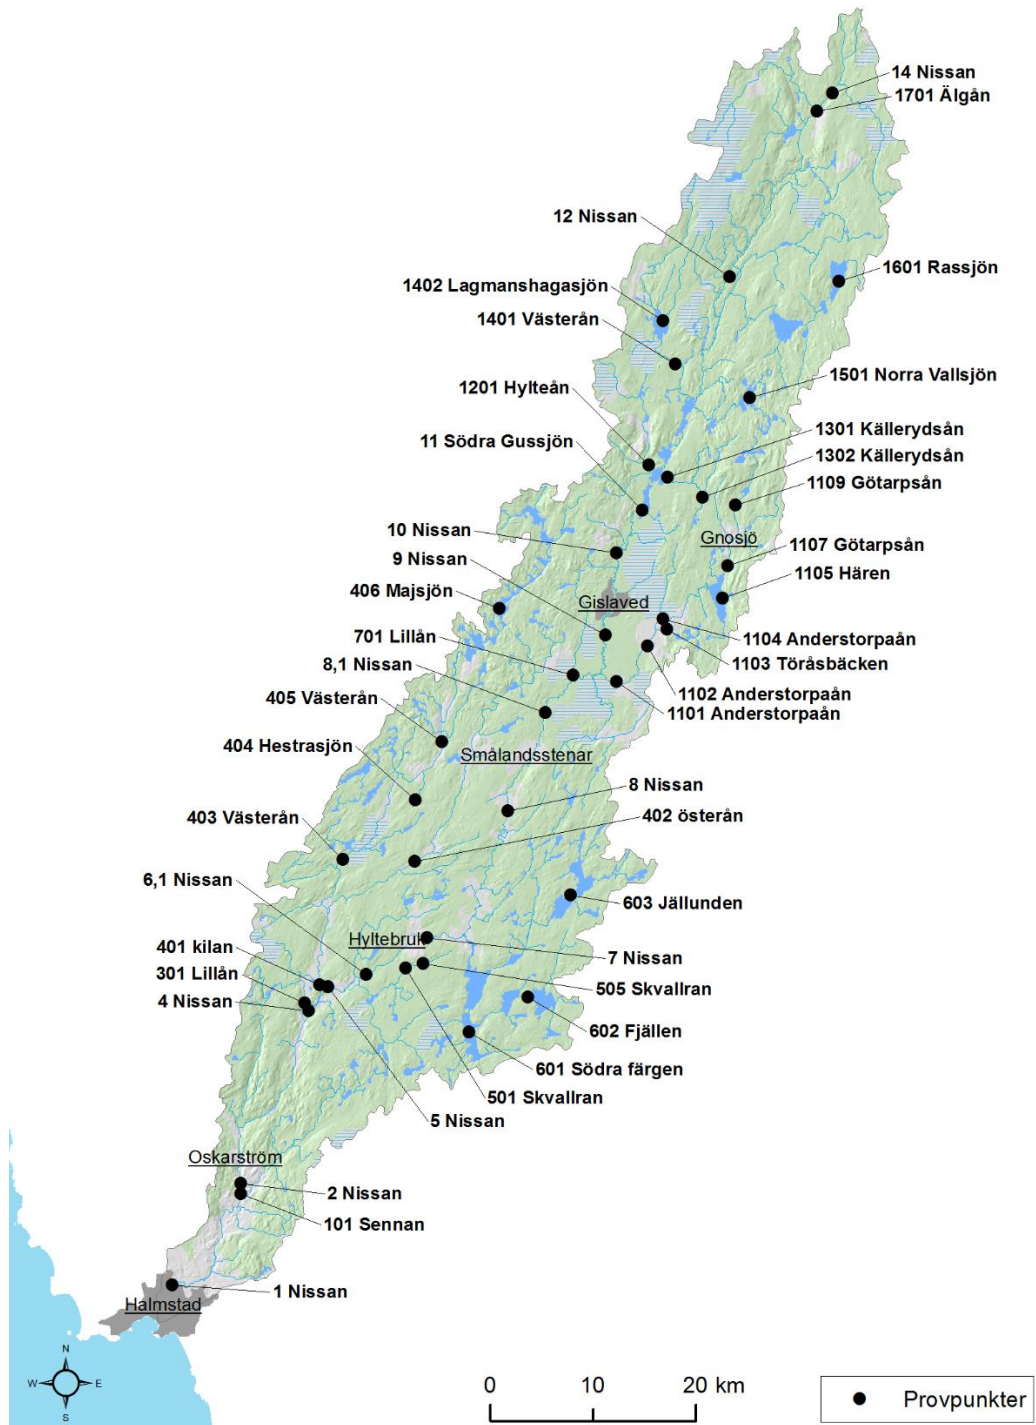 14 Nissan
1701 Älgån
12 Nissan
1601 Rassjön
1402 Lagmanshagasjön
1401 Västerån
1501 Norra Vallsjön
1201 Hylteån
1301 Källerydsån
11 Södra Gussjön
1302 Källerydsån
1109 Götarpsån
10 Nissan
Gnosjö
1107 Götarpsån
9 Nissan
1105 Hären
406 Majsjön
Gislaved
701 Lillån
1104 Anderstorpaån
8,1 Nissan
1103 Töråsbäcken
1102 Anderstorpaån
405 Västerån
1101 Anderstorpaån
404 Hestrasjön
Smålandsstenar
8 Nissan
403 Västerån
402 österån
6,1 Nissan
603 Jällunden
Hyltebruk
401 kilan
7 Nissan
301 Lillån
505 Skvallran
4 Nissan
602 Fjällen
601 Södra färgen
501 Skvallran
5 Nissan
Oskarström
2 Nissan
101 Sennan
1 Nissan
Halmstad
N
W E
S
0 10 20 km
Provpunkter